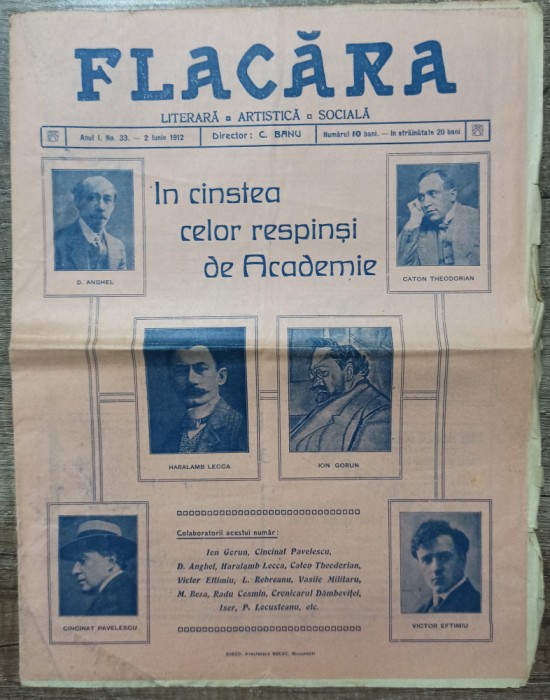 FLACĂRA
LITERARĂ ▫ ARTISTICĂ ▫ SOCIALĂ
Anul I. No. 33. — 2 Iunie 1912
Director: C. BANU
Numărul 10 bani. — In străinătate 20 bani
In cinstea
celor respinși
de Academie
D. ANGHEL
CATON THEODORIAN
HARALAMB LECCA
ION GORUN
Colaboratorii acestui număr:
Ion Gorun, Cincinat Pavelescu,
D. Anghel, Haralamb Lecca, Caton Theodorian,
Victor Eftimiu, L. Rebreanu, Vasile Militaru,
M. Beza, Radu Cosmin, Cronicarul Dâmboviței,
Iser, P. Locusteanu, etc.
CINCINAT PAVELESCU
VICTOR EFTIMIU